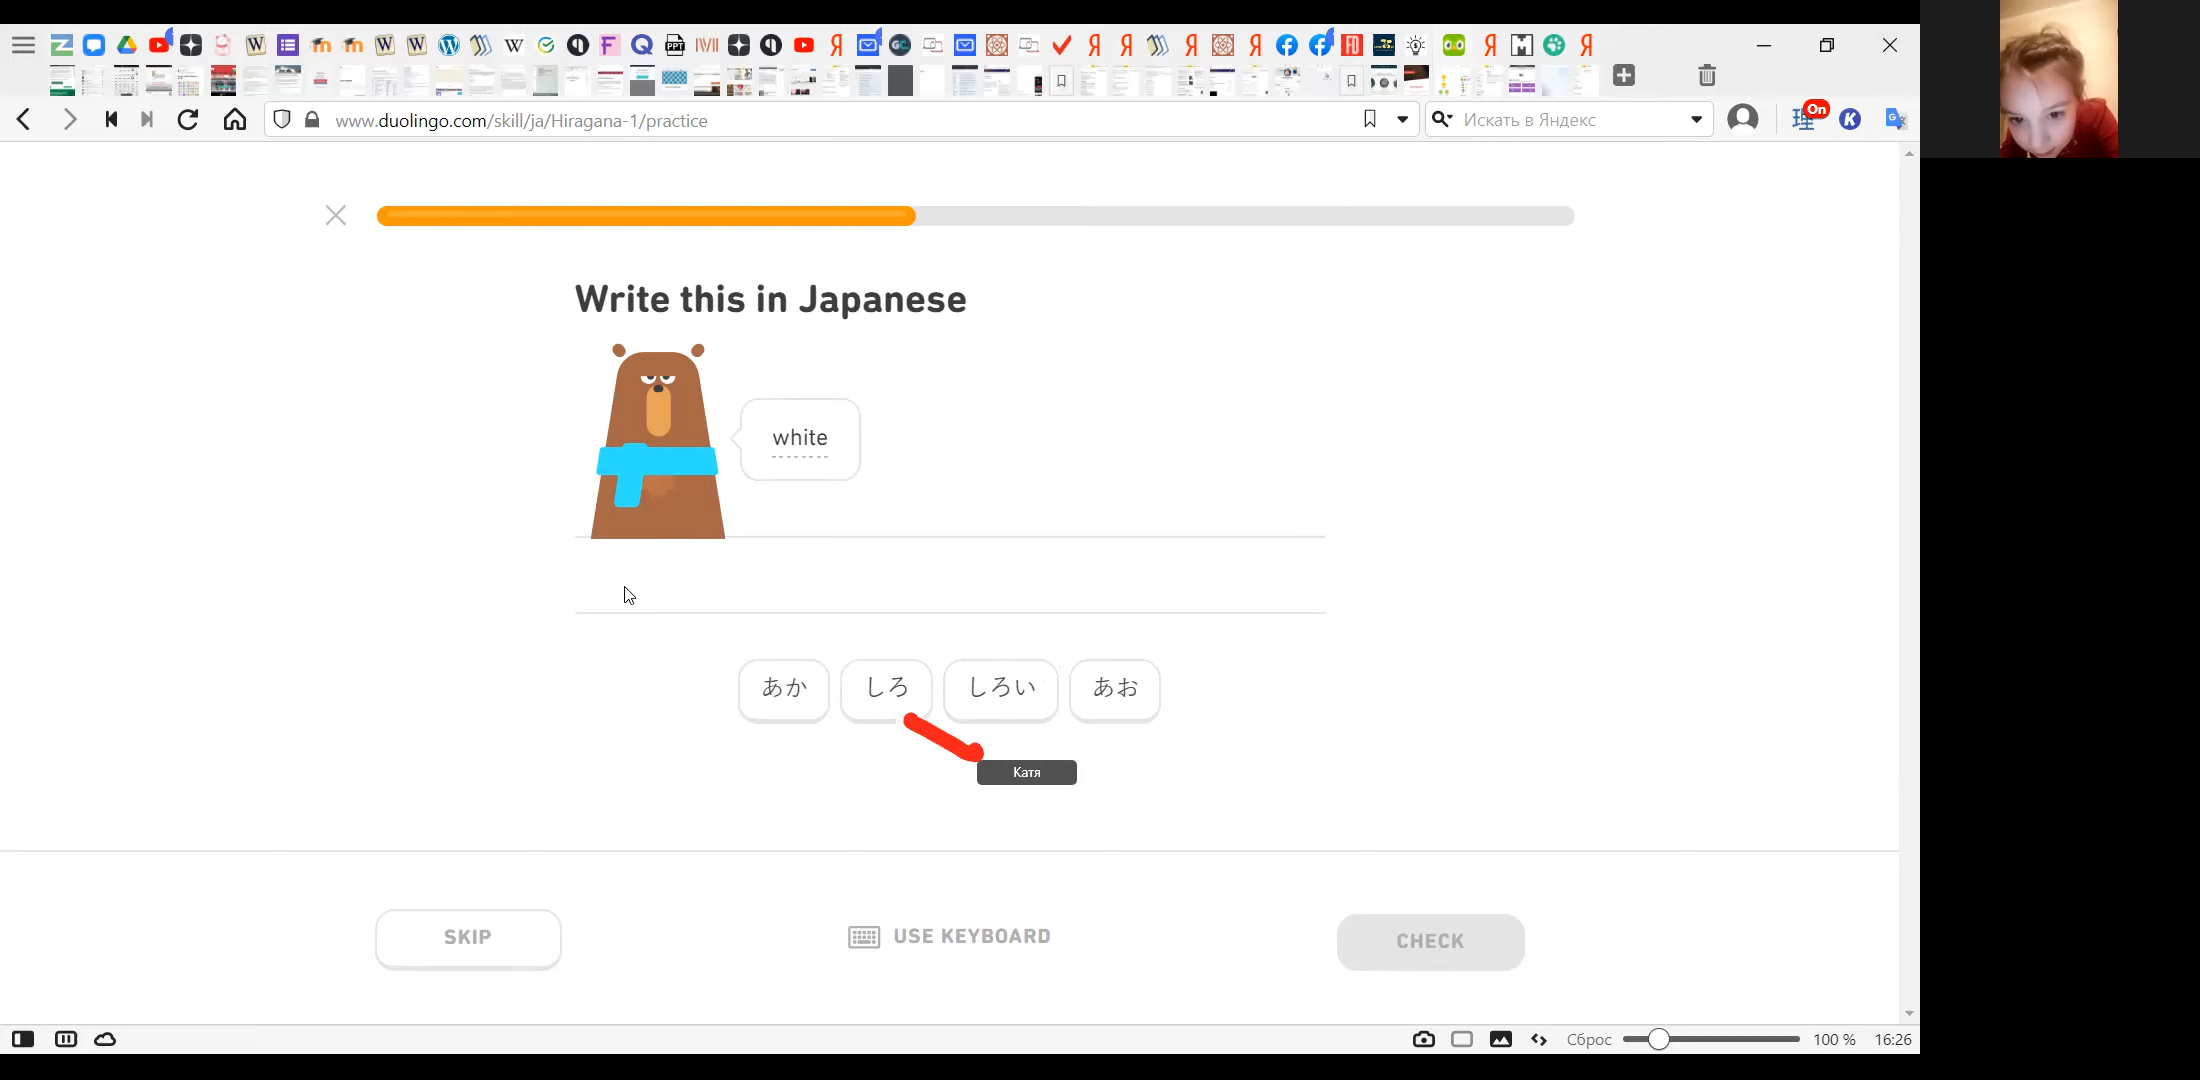 www.duolingo.com/skill/ja/Hiragana-1/practice
Искать в Яндекс
On
Write this in Japanese
white
あか
しろ
しろい
あお
Катя
SKIP
USE KEYBOARD
CHECK
Сброс
100 %
16:26